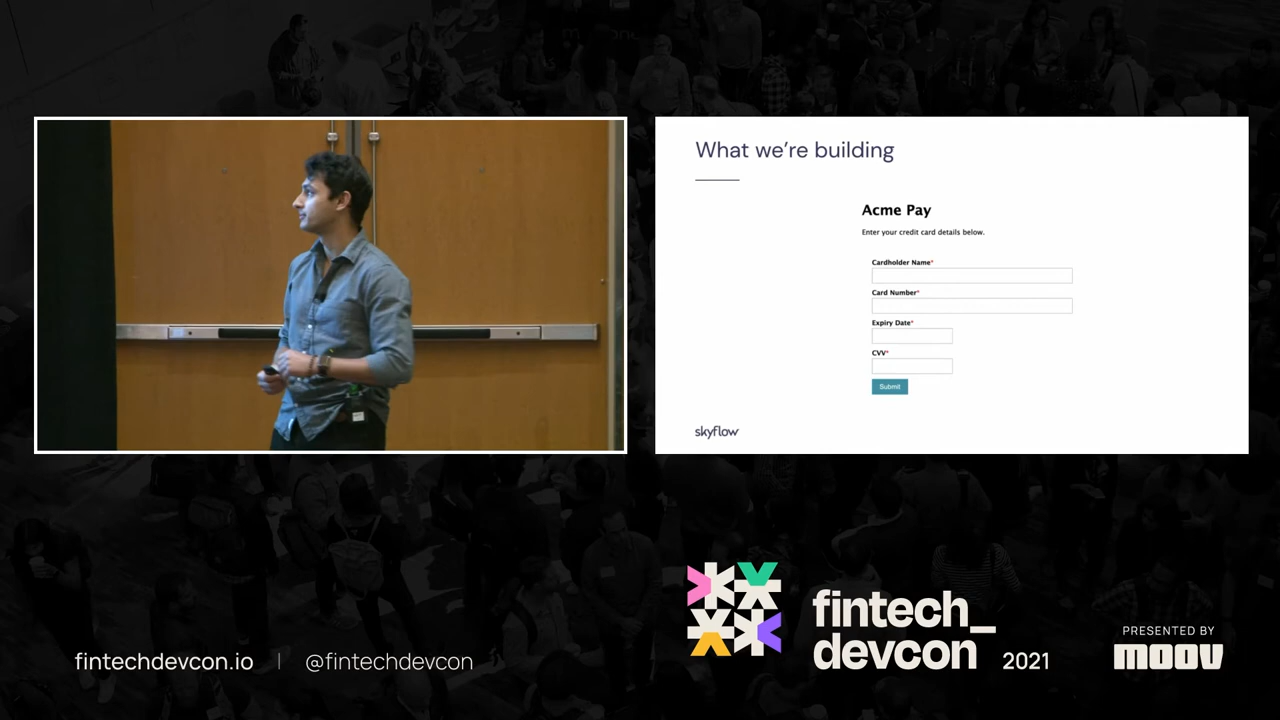 What we're building
Acme Pay
Enter your credit card details below.
Cardholder Name*
Card Number*
Expiry Date*
CVV*
Submit
skyflow
fintechdevcon.io | @fintechdevcon
fintech_
devcon 2021
PRESENTED BY
moov